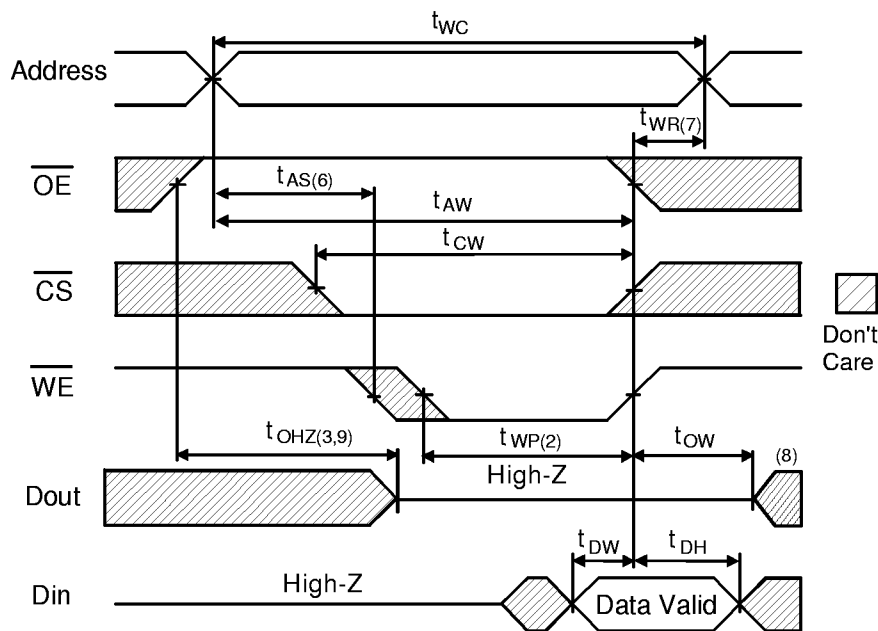 tWC
Address
tWR(7)
OE
tAS(6)
tAW
tCW
CS
Don't
Care
WE
tOHZ(3,9)
tWP(2)
tOW
(8)
High-Z
Dout
tDW
tDH
High-Z
Din
Data Valid